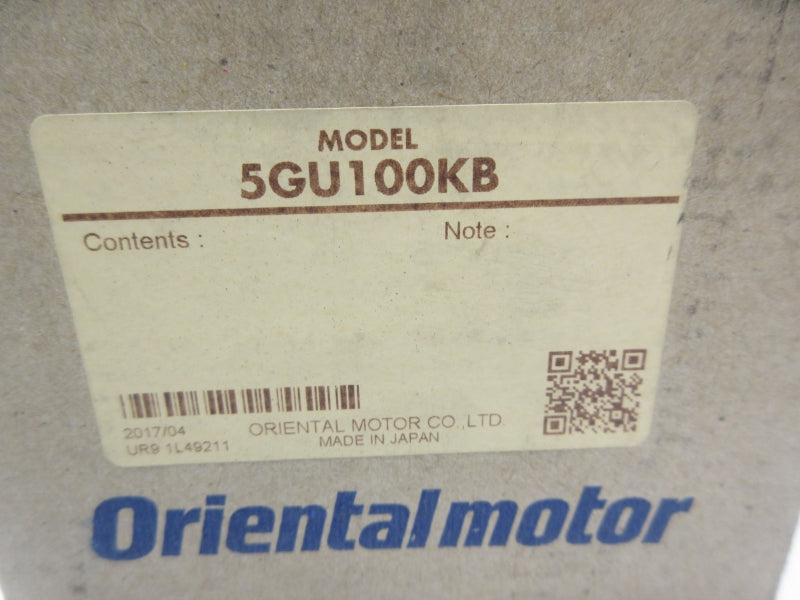 MODEL
5GU100KB
Contents :
Note :
2017/04
UR9 1L49211
ORIENTAL MOTOR CO.,LTD.
MADE IN JAPAN
Orientalmotor